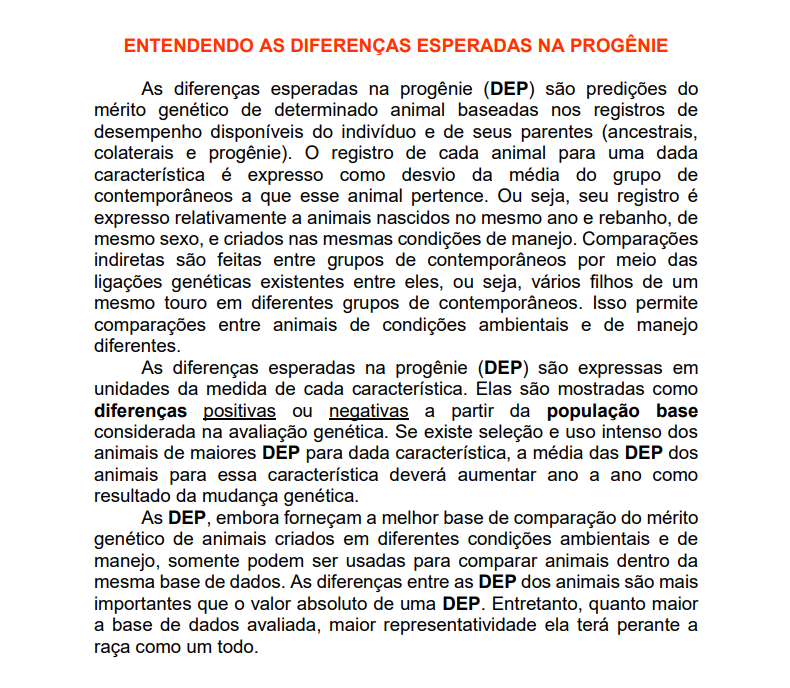 ENTENDENDO AS DIFERENÇAS ESPERADAS NA PROGÊNIE
As diferenças esperadas na progênie (DEP) são predições do
mérito genético de determinado animal baseadas nos registros de
desempenho disponíveis do indivíduo e de seus parentes (ancestrais,
colaterais e progênie). O registro de cada animal para uma dada
característica é expresso como desvio da média do grupo de
contemporâneos a que esse animal pertence. Ou seja, seu registro é
expresso relativamente a animais nascidos no mesmo ano e rebanho, de
mesmo sexo, e criados nas mesmas condições de manejo. Comparações
indiretas são feitas entre grupos de contemporâneos por meio das
ligações genéticas existentes entre eles, ou seja, vários filhos de um
mesmo touro em diferentes grupos de contemporâneos. Isso permite
comparações entre animais de condições ambientais e de manejo
diferentes.
As diferenças esperadas na progênie (DEP) são expressas em
unidades da medida de cada característica. Elas são mostradas como
diferenças positivas ou negativas a partir da população base
considerada na avaliação genética. Se existe seleção e uso intenso dos
animais de maiores DEP para dada característica, a média das DEP dos
animais para essa característica deverá aumentar ano a ano como
resultado da mudança genética.
As DEP, embora forneçam a melhor base de comparação do mérito
genético de animais criados em diferentes condições ambientais e de
manejo, somente podem ser usadas para comparar animais dentro da
mesma base de dados. As diferenças entre as DEP dos animais são mais
importantes que o valor absoluto de uma DEP. Entretanto, quanto maior
a base de dados avaliada, maior representatividade ela terá perante a
raça como um todo.